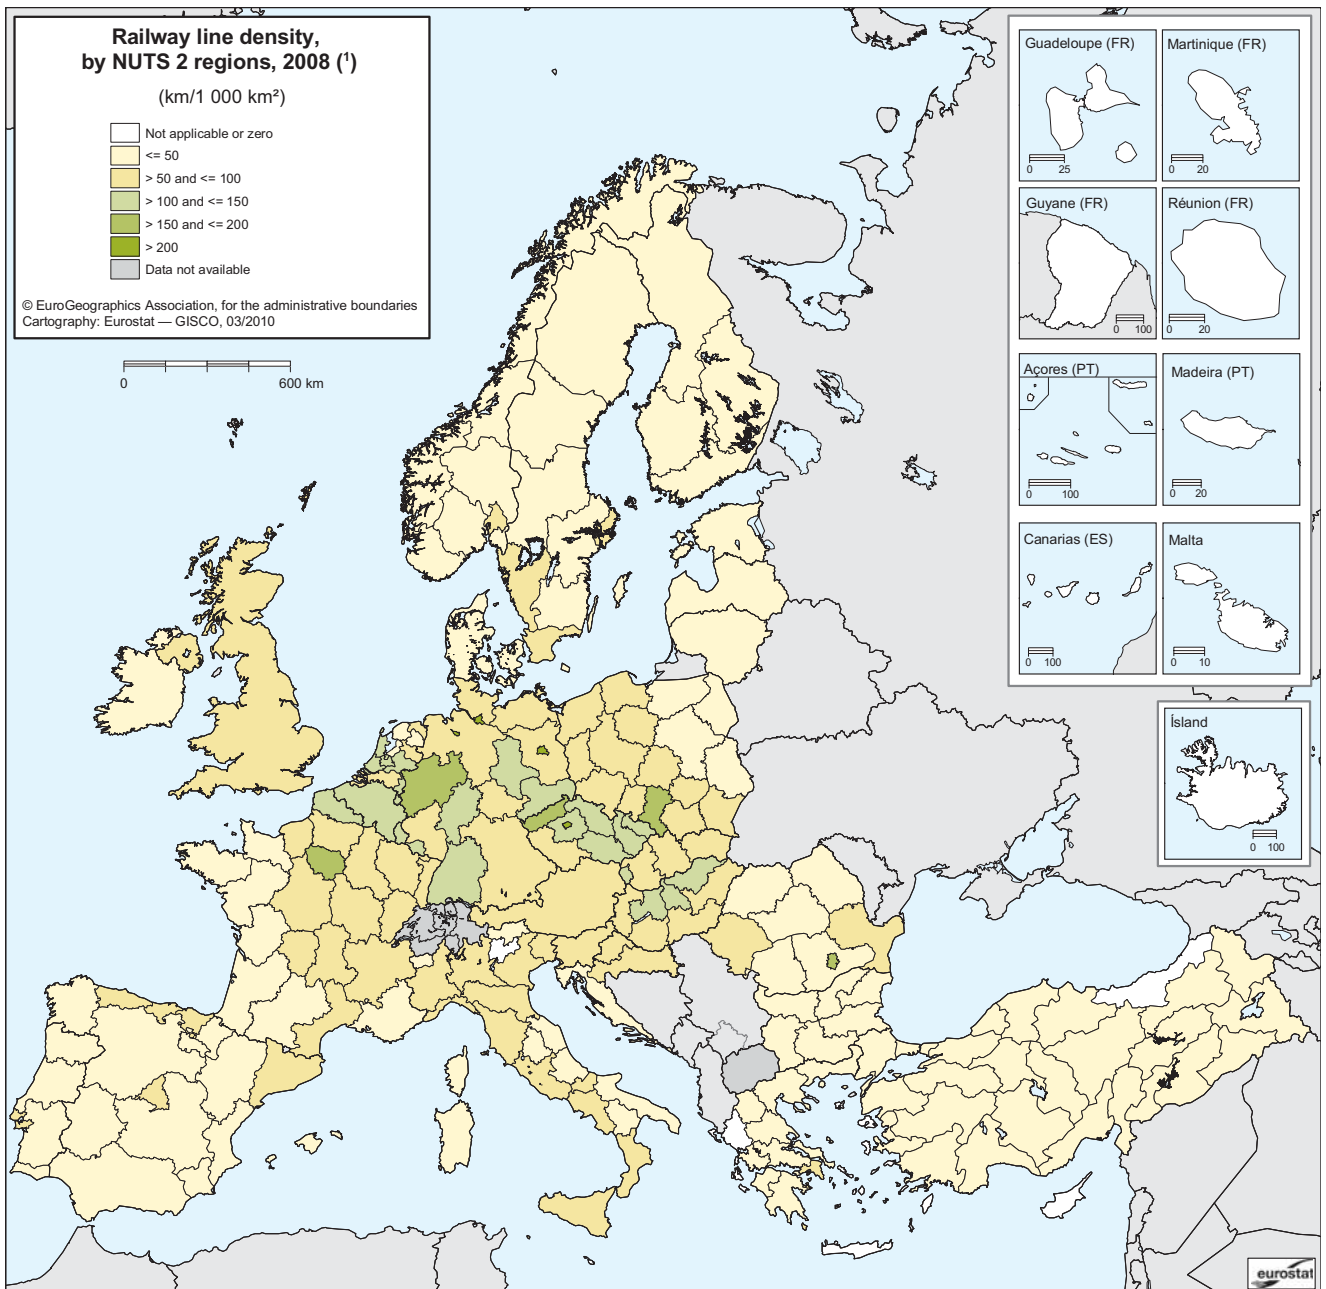 Railway line density,
by NUTS 2 regions, 2008 (¹)
(km/1 000 km²)
Not applicable or zero
<= 50
> 50 and <= 100
> 100 and <= 150
> 150 and <= 200
> 200
Data not available
© EuroGeographics Association, for the administrative boundaries
Cartography: Eurostat — GISCO, 03/2010
0 600 km
Guadeloupe (FR)
0 25
Martinique (FR)
0 20
Guyane (FR)
0 100
Réunion (FR)
0 20
Açores (PT)
0 100
Madeira (PT)
0 20
Canarias (ES)
0 100
Malta
0 10
Ísland
0 100
eurostat